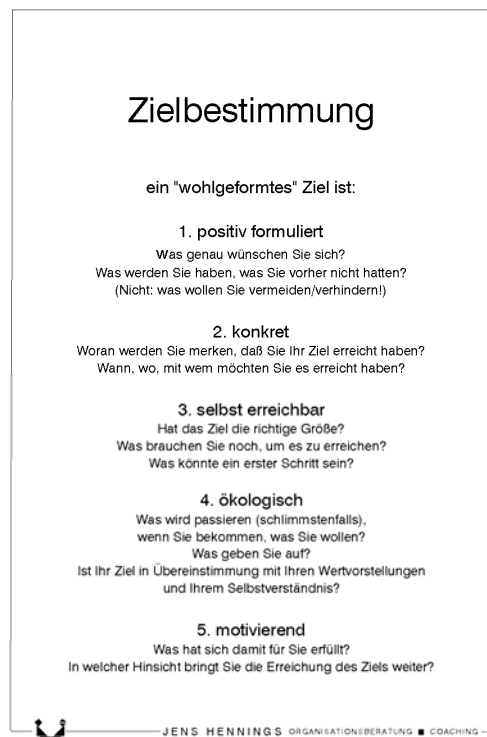 Zielbestimmung
ein "wohlgeformtes" Ziel ist:
1. positiv formuliert
Was genau wünschen Sie sich?
Was werden Sie haben, was Sie vorher nicht hatten?
(Nicht: was wollen Sie vermeiden/verhindern!)
2. konkret
Woran werden Sie merken, daß Sie Ihr Ziel erreicht haben?
Wann, wo, mit wem möchten Sie es erreicht haben?
3. selbst erreichbar
Hat das Ziel die richtige Größe?
Was brauchen Sie noch, um es zu erreichen?
Was könnte ein erster Schritt sein?
4. ökologisch
Was wird passieren (schlimmstenfalls),
wenn Sie bekommen, was Sie wollen?
Was geben Sie auf?
Ist Ihr Ziel in Übereinstimmung mit Ihren Wertvorstellungen
und Ihrem Selbstverständnis?
5. motivierend
Was hat sich damit für Sie erfüllt?
In welcher Hinsicht bringt Sie die Erreichung des Ziels weiter?
JENS HENNINGS ORGANISATIONSBERATUNG ■ COACHING